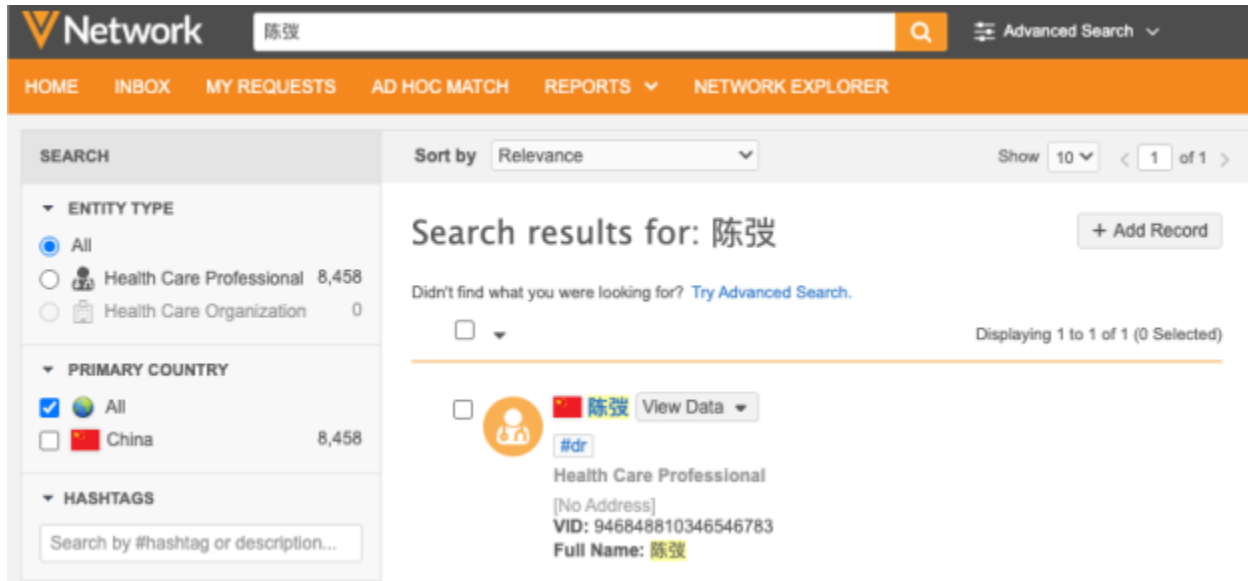 Network 陈弢 Advanced Search
HOME INBOX MY REQUESTS AD HOC MATCH REPORTS NETWORK EXPLORER
SEARCH
ENTITY TYPE
All
Health Care Professional 8,458
Health Care Organization 0
PRIMARY COUNTRY
All
China 8,458
HASHTAGS
Search by #hashtag or description...
Sort by Relevance Show 10 < 1 of 1 >
Search results for: 陈弢 + Add Record
Didn't find what you were looking for? Try Advanced Search.
Displaying 1 to 1 of 1 (0 Selected)
陈弢 View Data
#dr
Health Care Professional
[No Address]
VID: 946848810346546783
Full Name: 陈弢